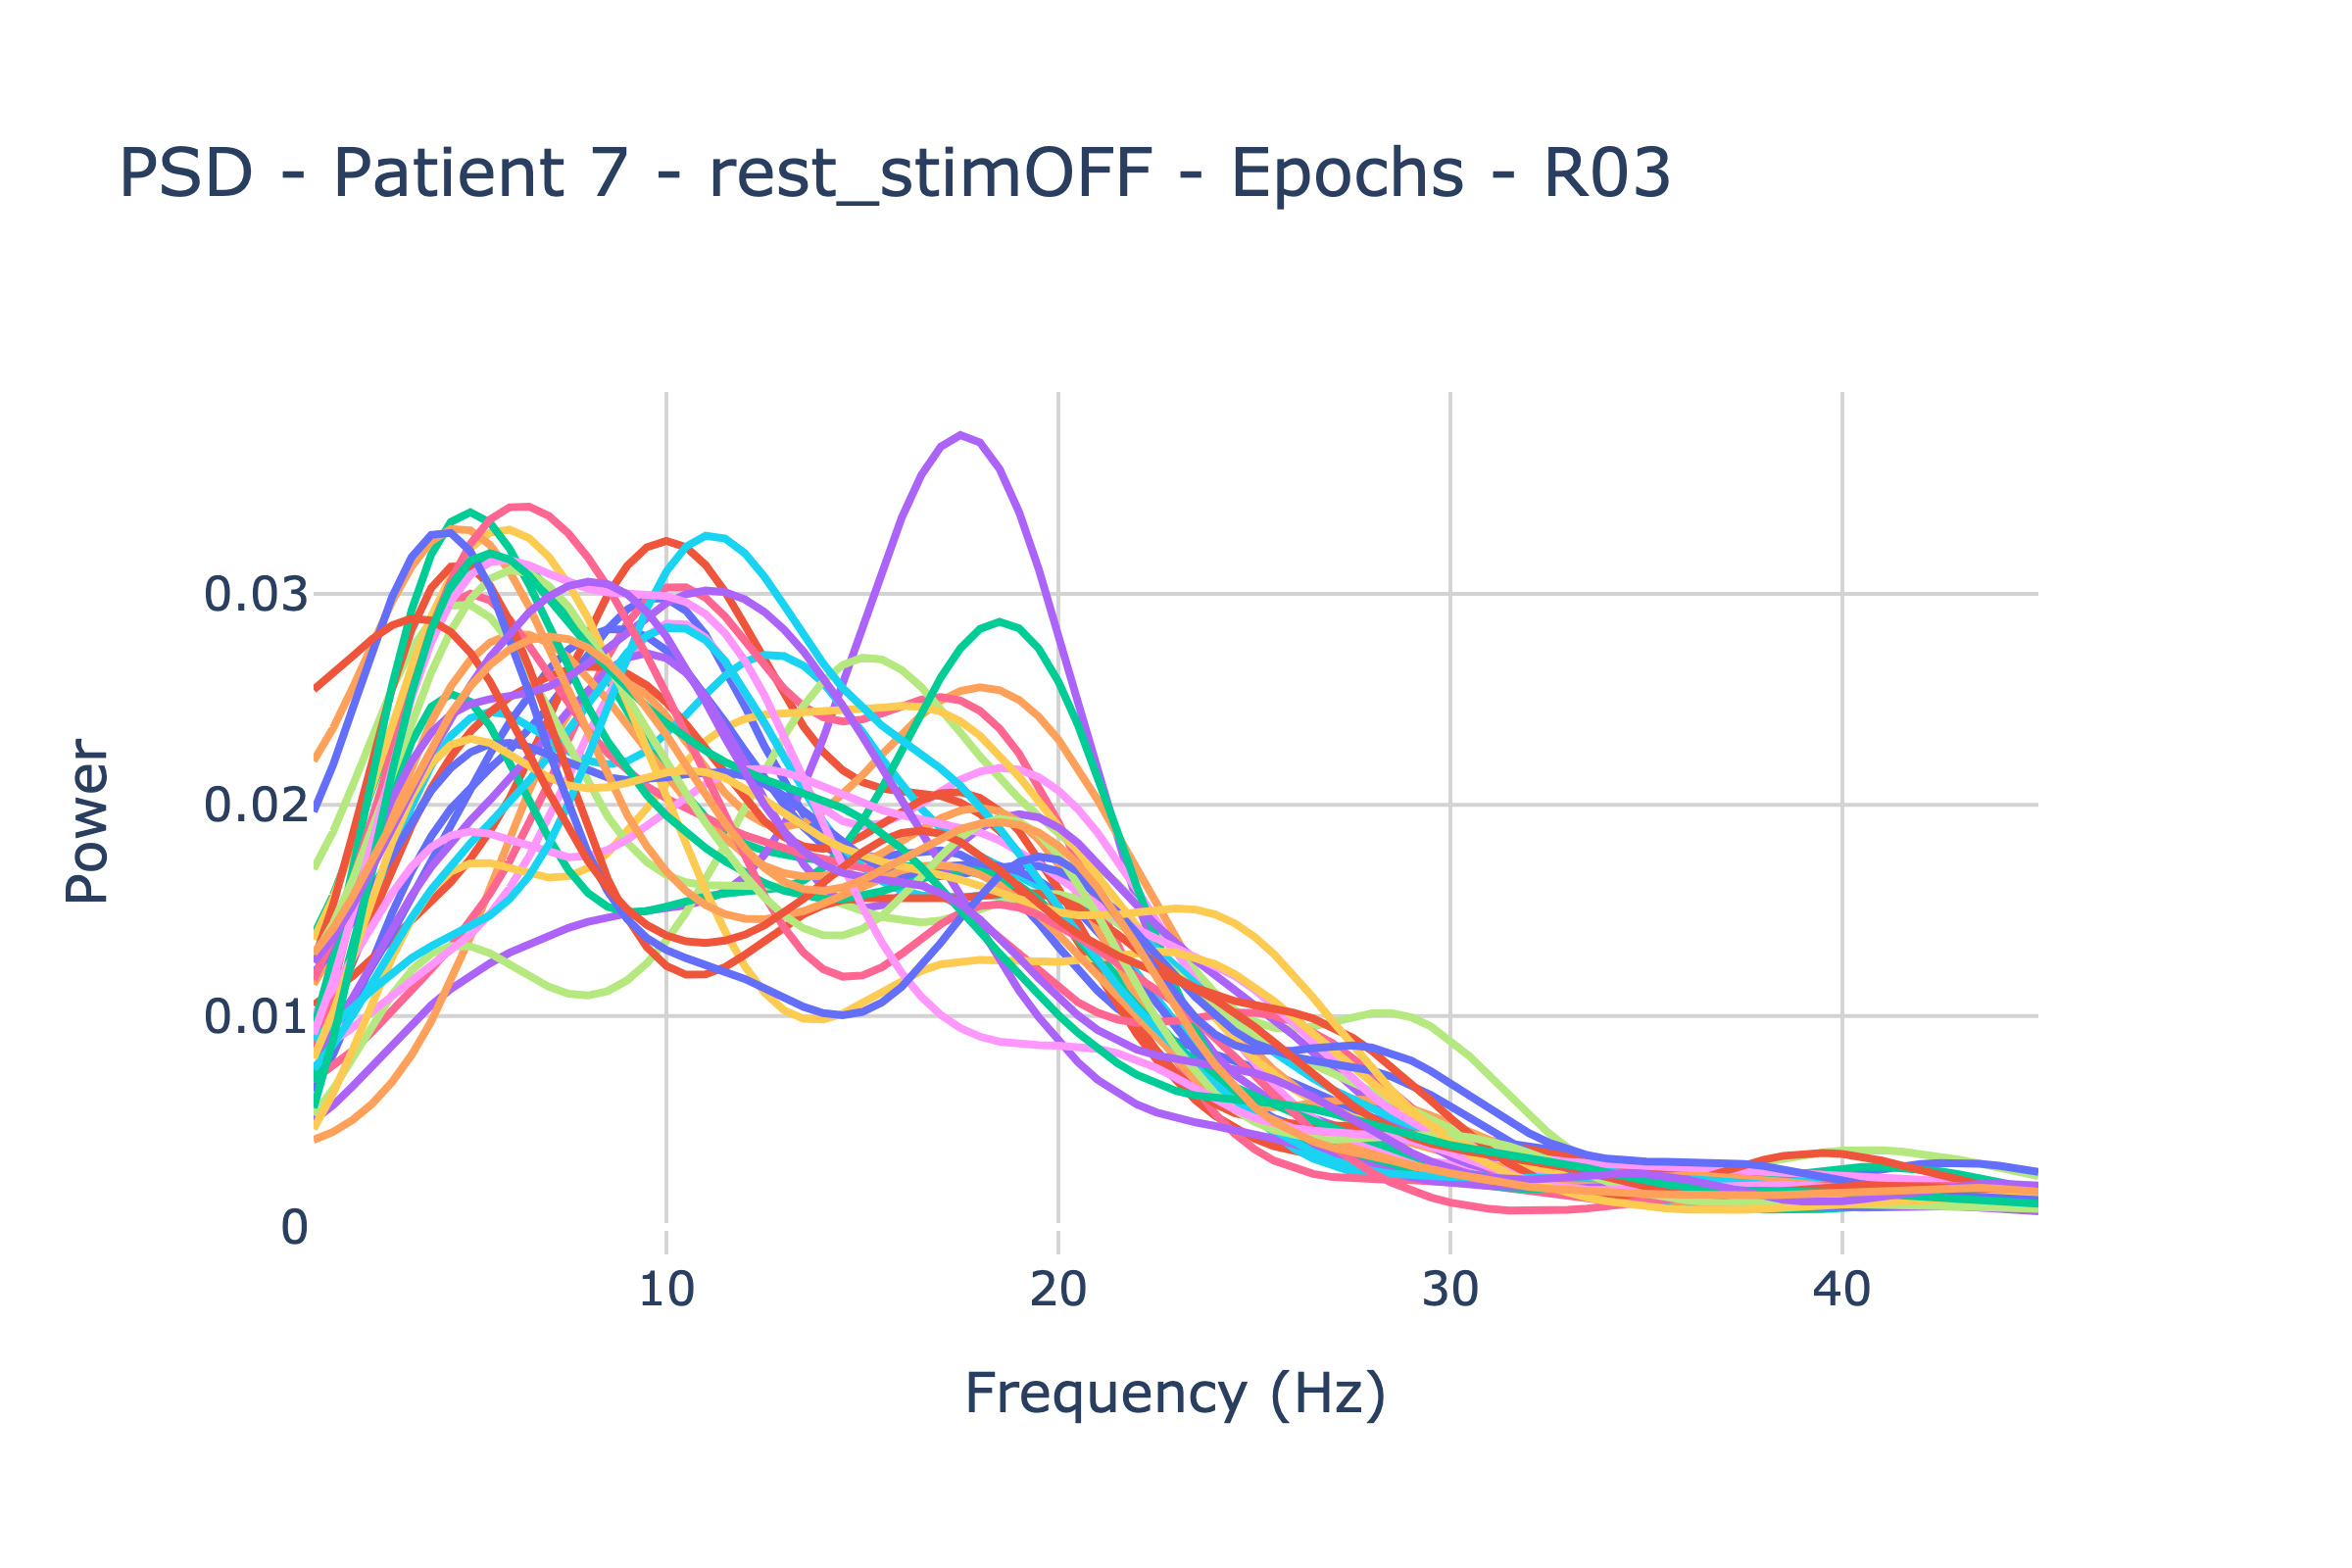 PSD - Patient 7 - rest_stimOFF - Epochs - R03
0.03
0.02
0.01
0
Power
10 20 30 40
Frequency (Hz)